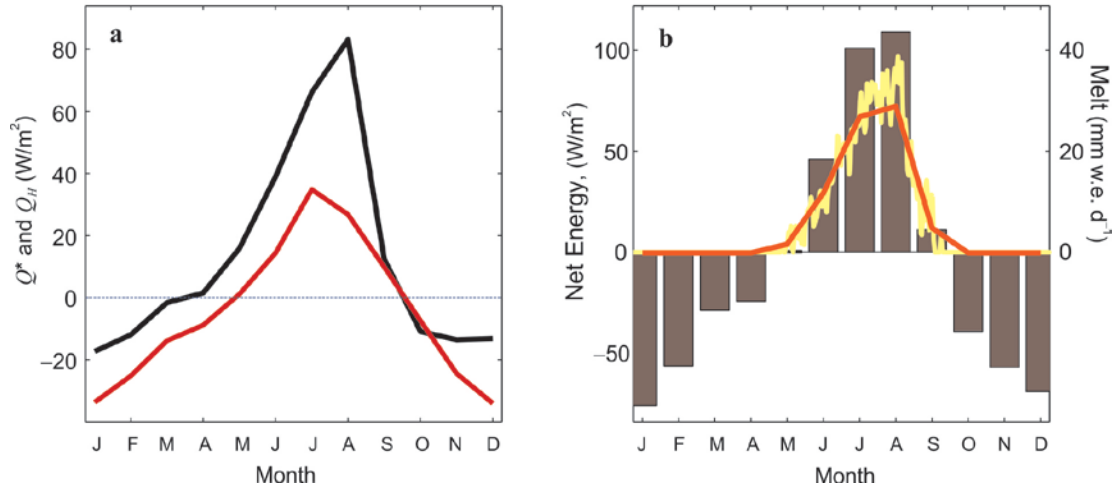 a
80
60
40
20
0
−20
Q* and Q_H (W/m²)
J F M A M J J A S O N D
Month
b
100
50
0
−50
Net Energy, (W/m²)
40
20
0
Melt (mm w.e. d⁻¹)
J F M A M J J A S O N D
Month